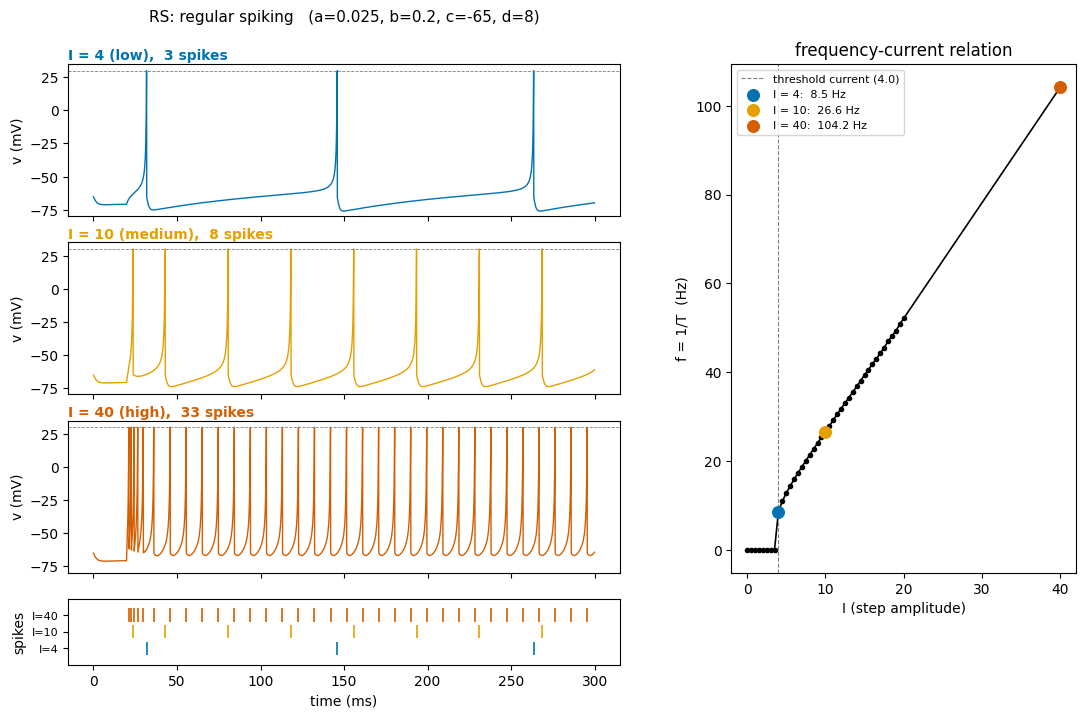 RS: regular spiking   (a=0.025, b=0.2, c=-65, d=8)
I = 4 (low),  3 spikes
25
0
−25
−50
−75
v (mV)
I = 10 (medium),  8 spikes
25
0
−25
−50
−75
v (mV)
I = 40 (high),  33 spikes
25
0
−25
−50
−75
v (mV)
I=40
I=10
I=4
spikes
0 50 100 150 200 250 300
time (ms)
frequency-current relation
threshold current (4.0)
I = 4:  8.5 Hz
I = 10:  26.6 Hz
I = 40:  104.2 Hz
100
80
60
40
20
0
f = 1/T  (Hz)
0 10 20 30 40
I (step amplitude)